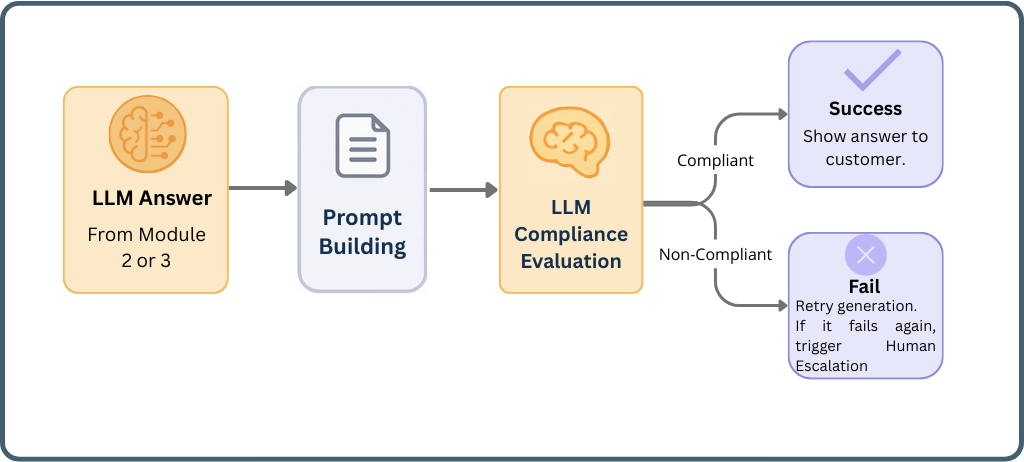 LLM Answer
From Module
2 or 3
Prompt
Building
LLM
Compliance
Evaluation
Compliant
Non-Compliant
Success
Show answer to
customer.
Fail
Retry generation.
If it fails again,
trigger Human
Escalation